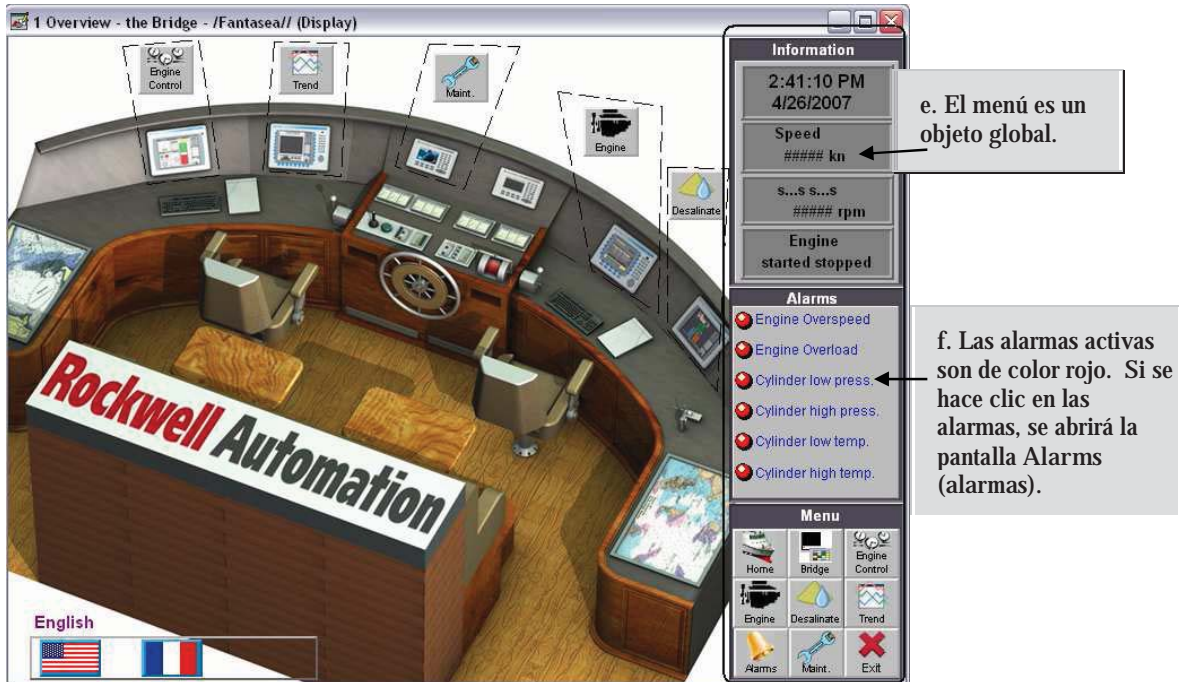 1 Overview - the Bridge - /Fantasea// (Display)
Engine
Control
Trend
Maint.
Engine
Desalinate
Information
2:41:10 PM
4/26/2007
Speed
##### kn
s...s s...s
##### rpm
Engine
started stopped
e. El menú es un
objeto global.
Alarms
Engine Overspeed
Engine Overload
Cylinder low press.
Cylinder high press.
Cylinder low temp.
Cylinder high temp.
f. Las alarmas activas
son de color rojo. Si se
hace clic en las
alarmas, se abrirá la
pantalla Alarms
(alarmas).
Rockwell Automation
Menu
Home
Bridge
Engine
Control
Engine
Desalinate
Trend
Alarms
Maint.
Exit
English